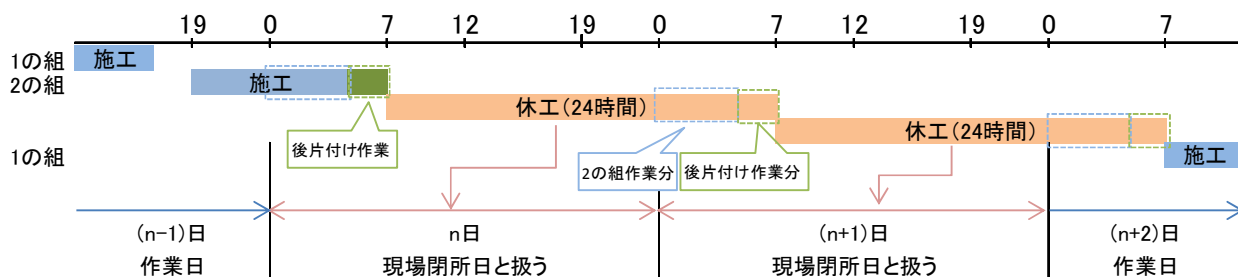 19 0 7 12 19 0 7 12 19 0 7
1の組 施工
2の組 施工
休工(24時間)
後片付け作業
休工(24時間)
1の組 2の組作業分 後片付け作業分 施工
(n-1)日 n日 (n+1)日 (n+2)日
作業日 現場閉所日と扱う 現場閉所日と扱う 作業日